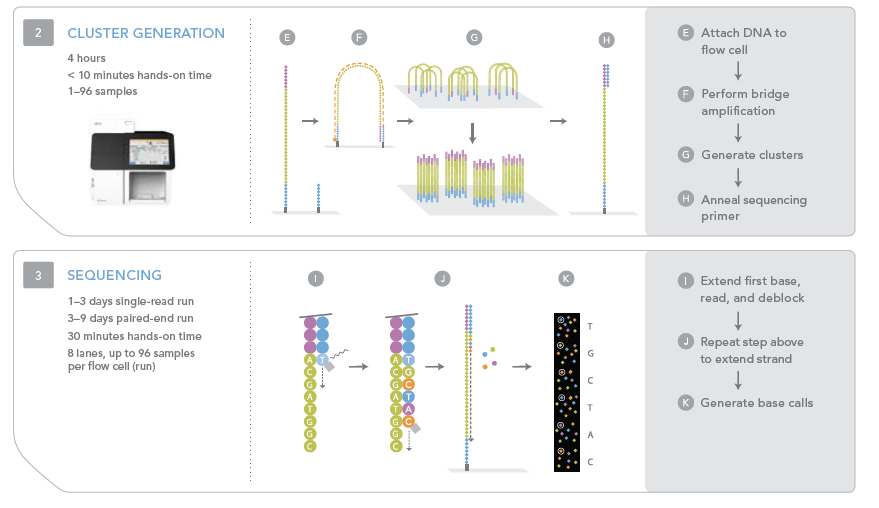 2
CLUSTER GENERATION
4 hours
< 10 minutes hands-on time
1–96 samples
E
F
G
H
E Attach DNA to
flow cell
F Perform bridge
amplification
G Generate clusters
H Anneal sequencing
primer
3
SEQUENCING
1–3 days single-read run
3–9 days paired-end run
30 minutes hands-on time
8 lanes, up to 96 samples
per flow cell (run)
I
J
K
A T
C
G
A
T
G
G
C
A T
C G
G C
A T
T A
G C
G
C
T
G
C
T
A
C
I Extend first base,
read, and deblock
J Repeat step above
to extend strand
K Generate base calls